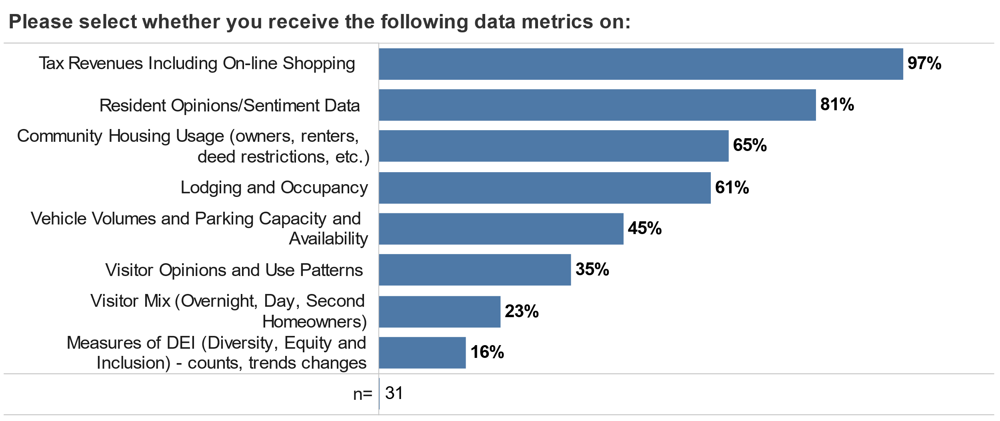 Please select whether you receive the following data metrics on:
Tax Revenues Including On-line Shopping 97%
Resident Opinions/Sentiment Data 81%
Community Housing Usage (owners, renters,
deed restrictions, etc.) 65%
Lodging and Occupancy 61%
Vehicle Volumes and Parking Capacity and
Availability 45%
Visitor Opinions and Use Patterns 35%
Visitor Mix (Overnight, Day, Second
Homeowners) 23%
Measures of DEI (Diversity, Equity and
Inclusion) - counts, trends changes 16%
n= 31